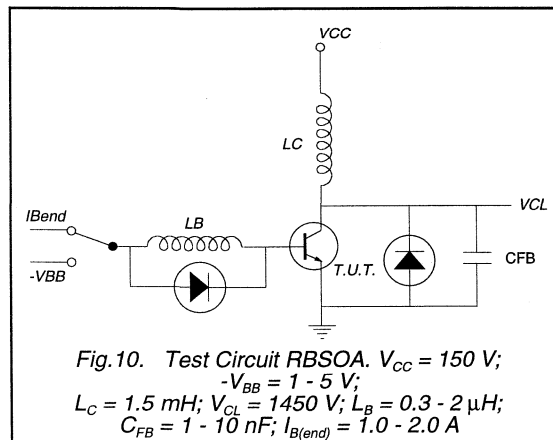 VCC
LC
IBend
LB
VCL
-VBB
T.U.T.
CFB
Fig.10. Test Circuit RBSOA. VCC = 150 V;
-VBB = 1 - 5 V;
LC = 1.5 mH; VCL = 1450 V; LB = 0.3 - 2 μH;
CFB = 1 - 10 nF; IB(end) = 1.0 - 2.0 A